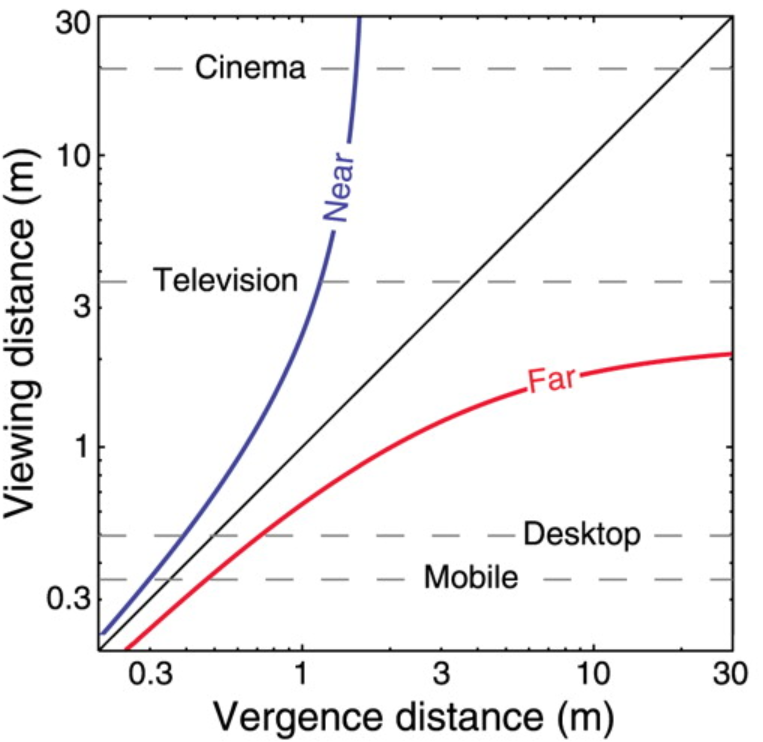 30
Cinema
10
Near
Television
3
Far
1
Desktop
Mobile
0.3
0.3 1 3 10 30
Viewing distance (m)
Vergence distance (m)